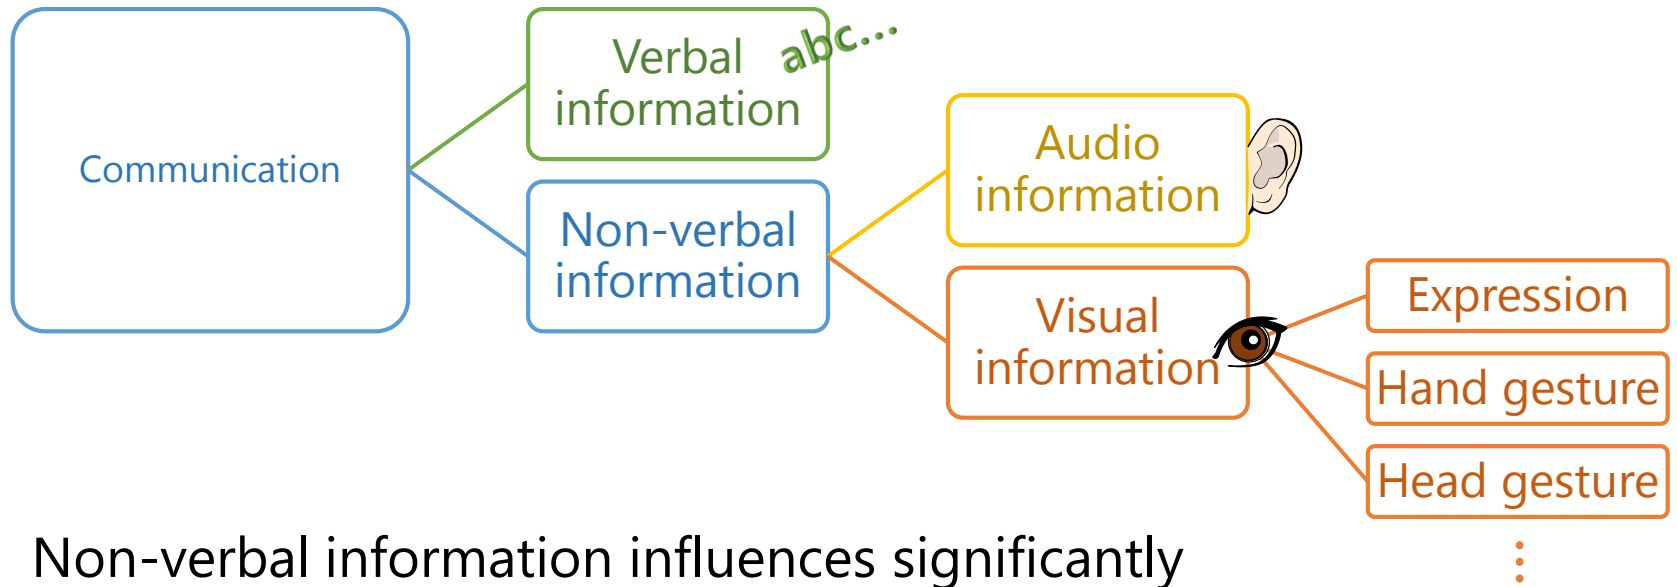 Communication
Verbal
information
abc...
Non-verbal
information
Audio
information
Visual
information
Expression
Hand gesture
Head gesture
⋮
Non-verbal information influences significantly